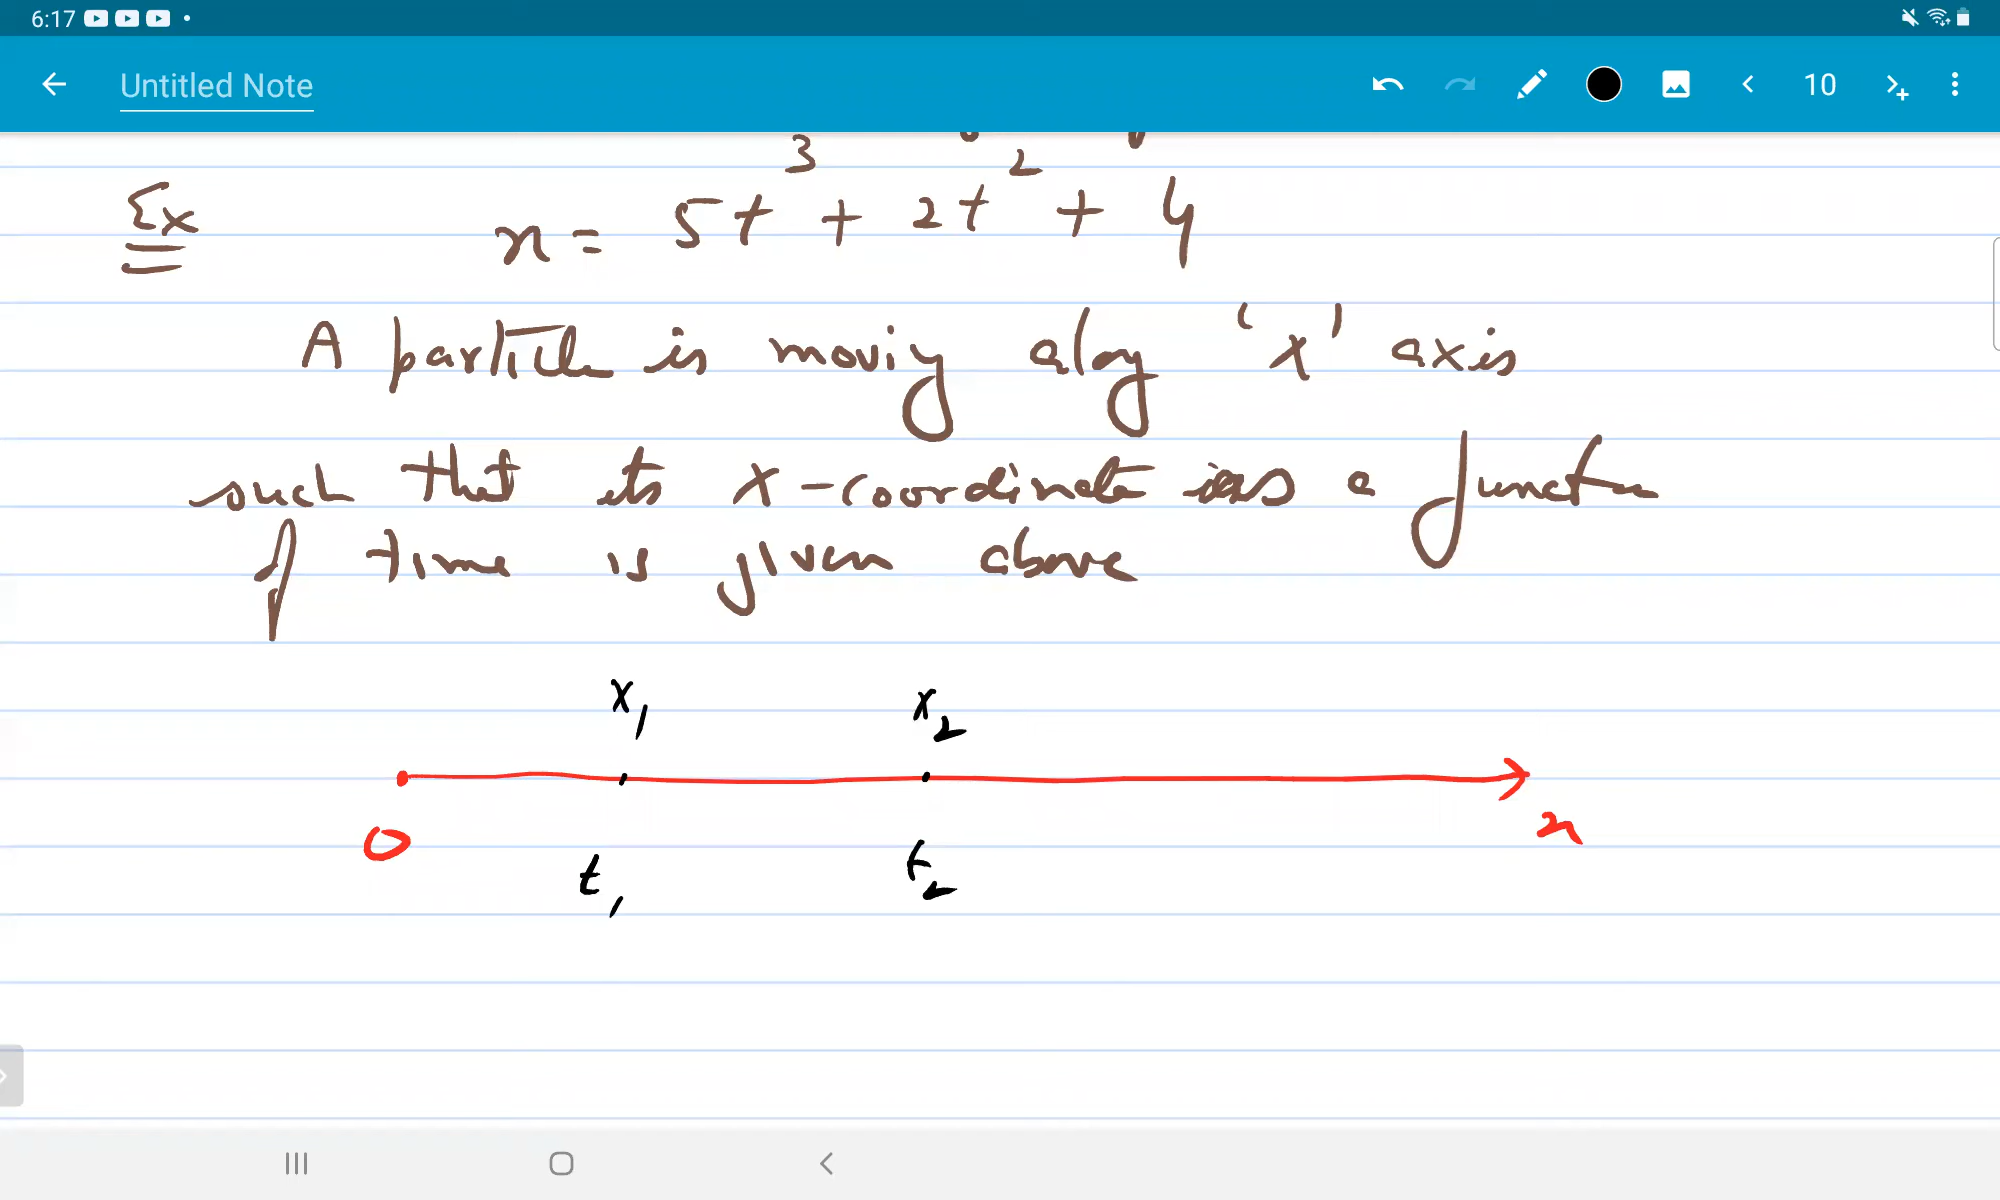 6:17
Untitled Note
10
Ex x = 5t³ + 2t² + 4
A particle is moving along 'x' axis
such that its x-coordinate as a function
of time is given above
x₁ x₂
O x
t₁ t₂